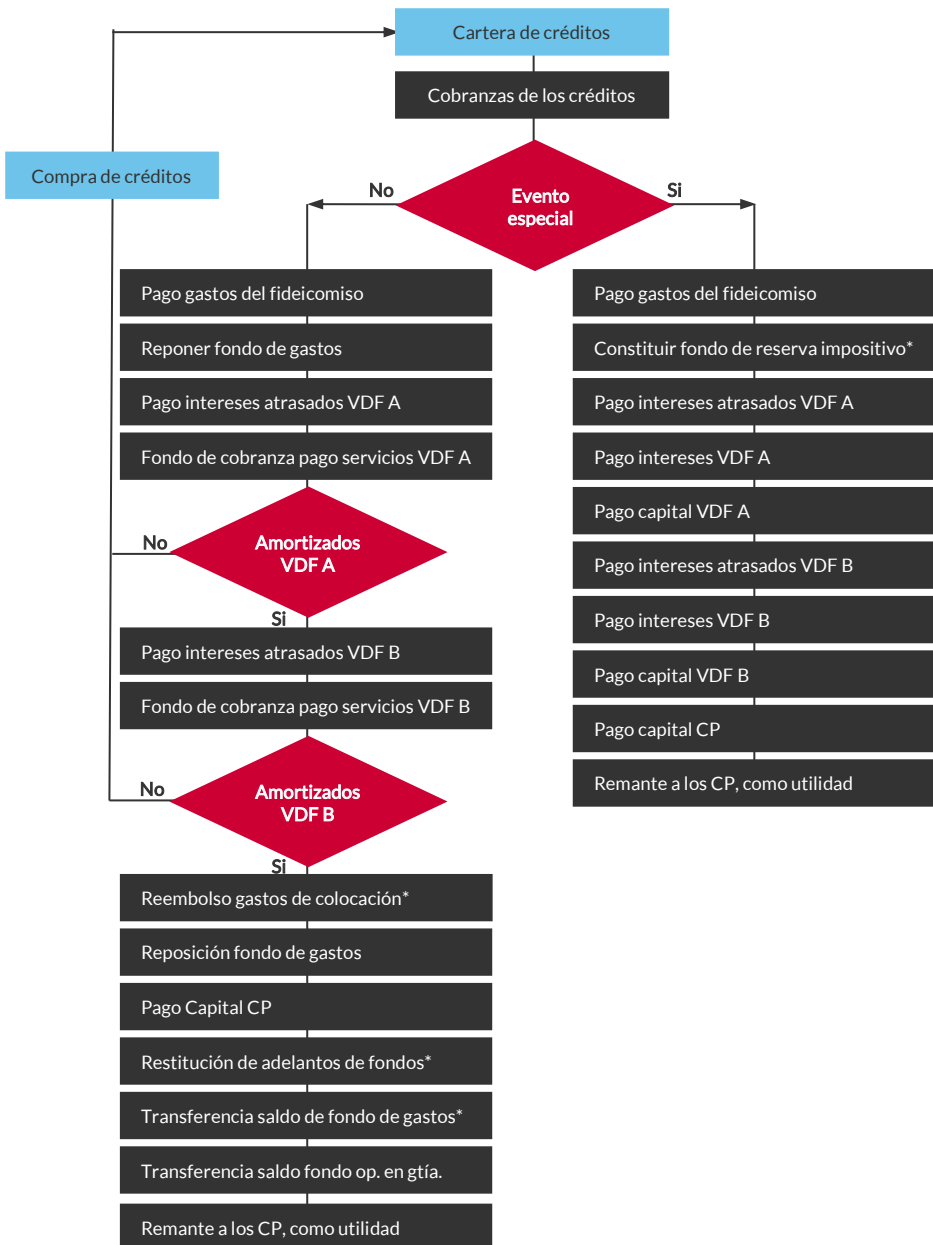 Cartera de créditos
Cobranzas de los créditos
Compra de créditos
No
Evento
especial
Si
Pago gastos del fideicomiso
Reponer fondo de gastos
Pago intereses atrasados VDF A
Fondo de cobranza pago servicios VDF A
No
Amortizados
VDF A
Si
Pago intereses atrasados VDF B
Fondo de cobranza pago servicios VDF B
No
Amortizados
VDF B
Si
Reembolso gastos de colocación*
Reposición fondo de gastos
Pago Capital CP
Restitución de adelantos de fondos*
Transferencia saldo de fondo de gastos*
Transferencia saldo fondo op. en gtía.
Remante a los CP, como utilidad
Pago gastos del fideicomiso
Constituir fondo de reserva impositivo*
Pago intereses atrasados VDF A
Pago intereses VDF A
Pago capital VDF A
Pago intereses atrasados VDF B
Pago intereses VDF B
Pago capital VDF B
Pago capital CP
Remante a los CP, como utilidad